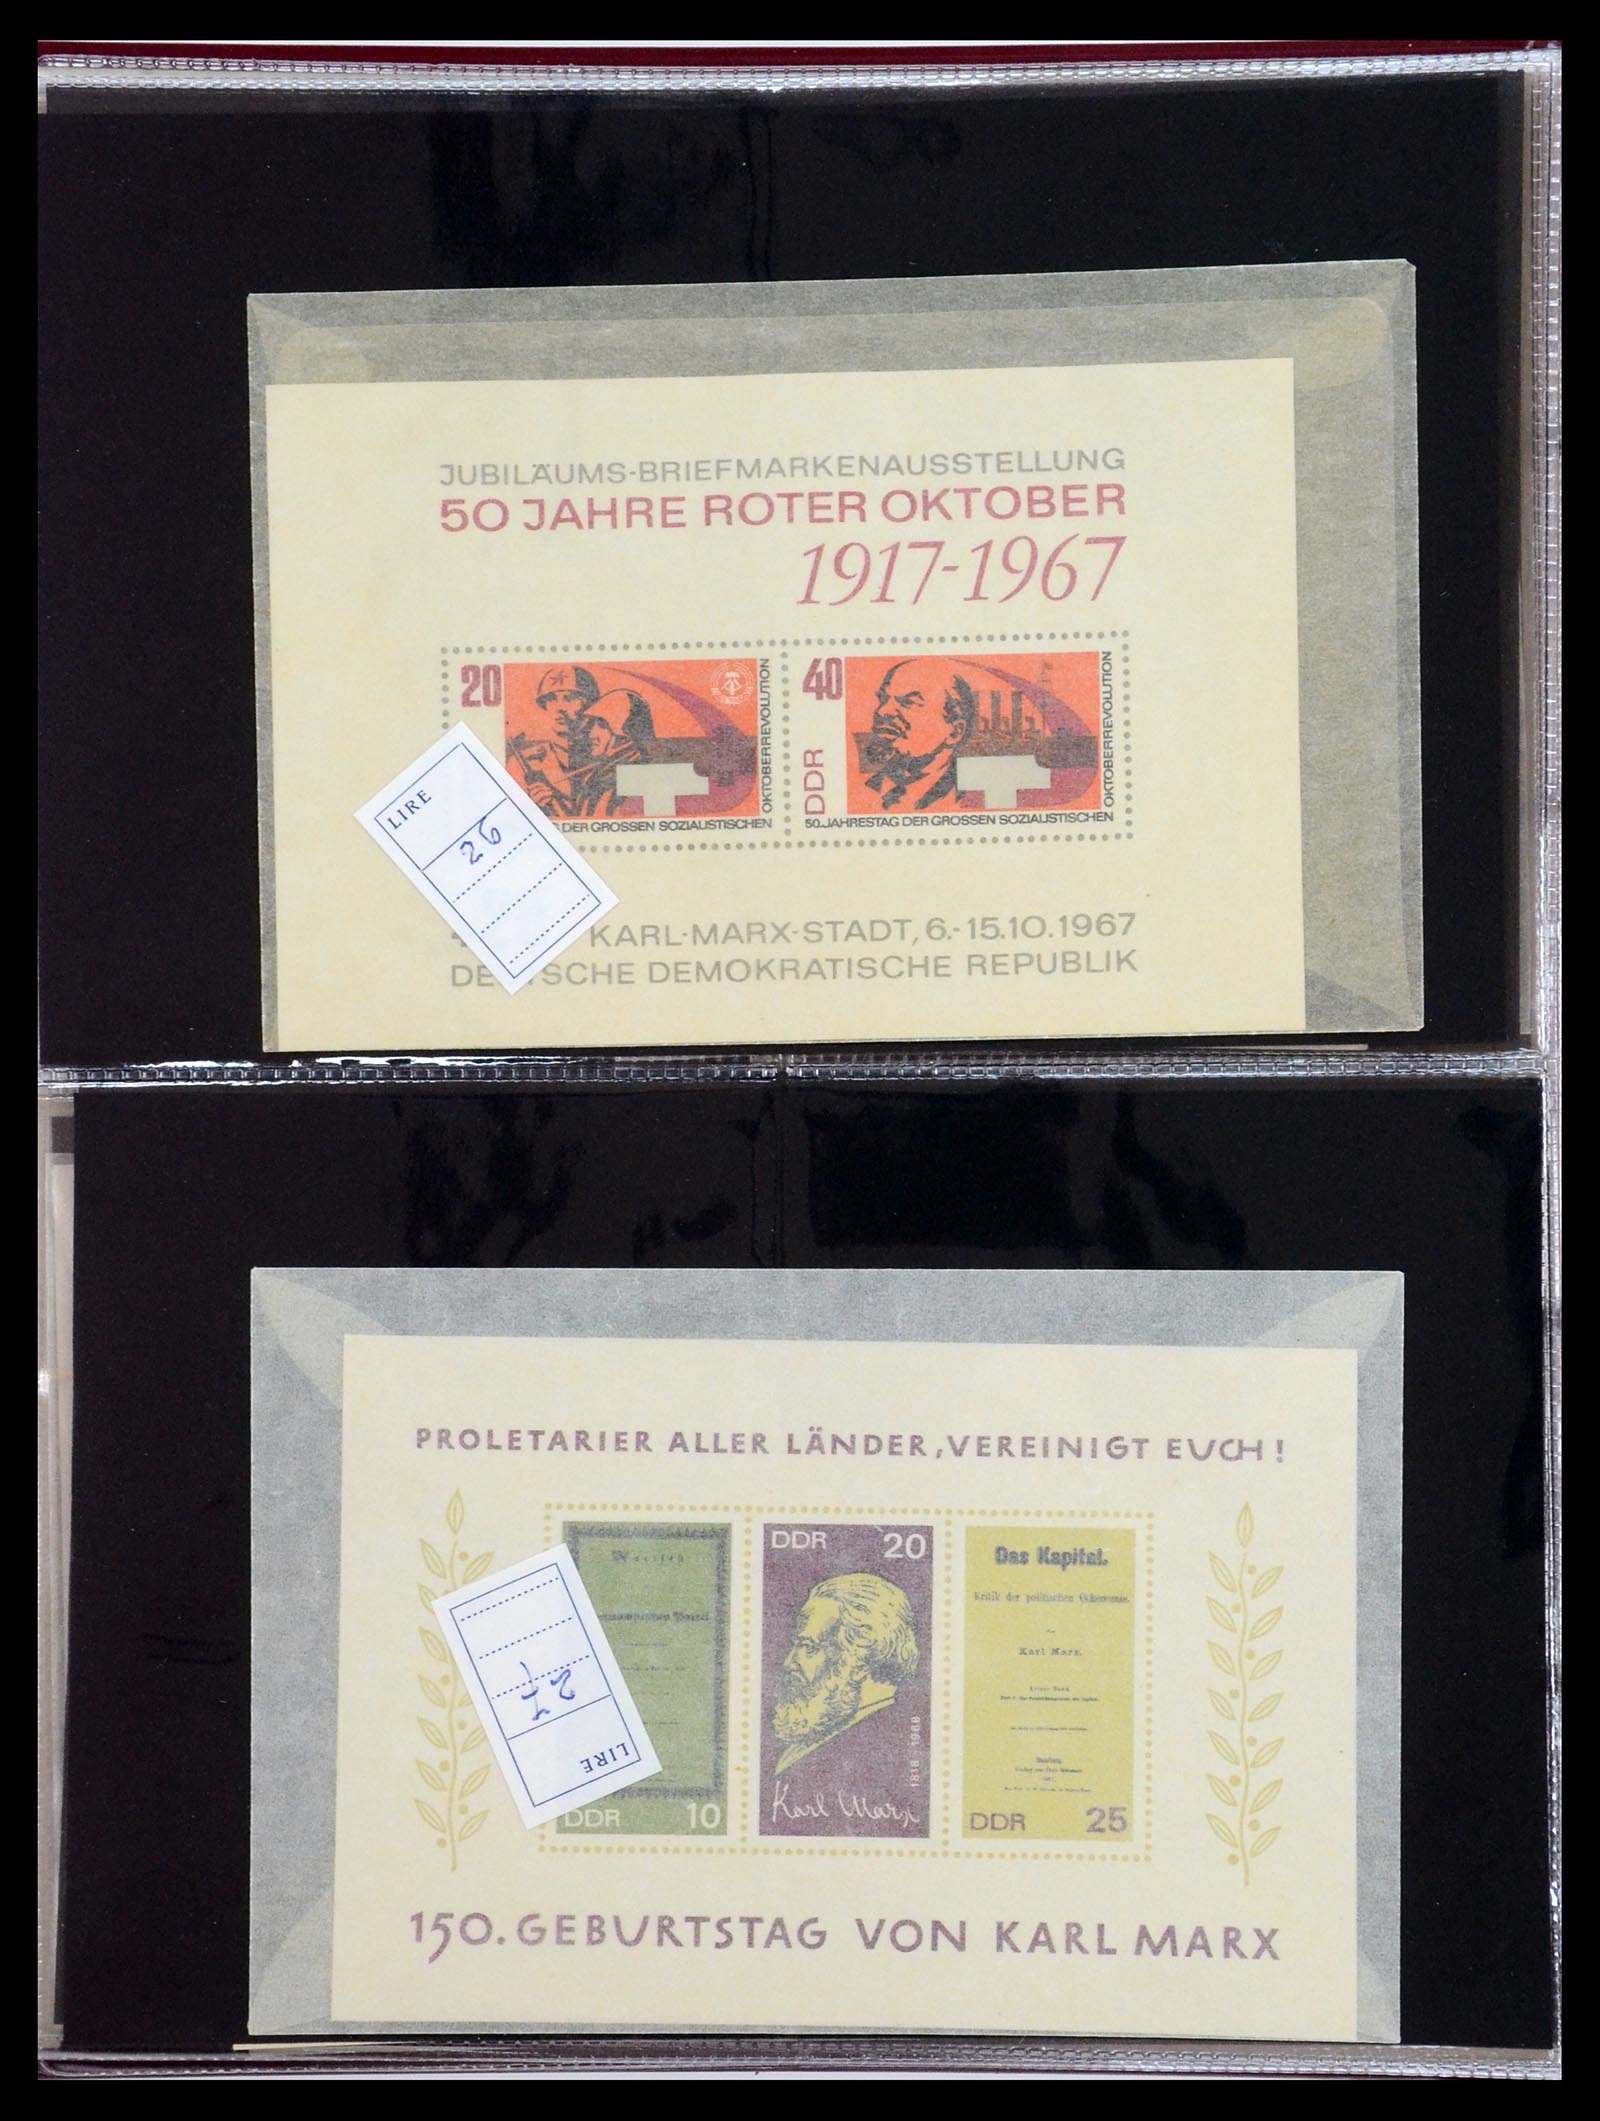 JUBILÄUMS-BRIEFMARKENAUSSTELLUNG
50 JAHRE ROTER OKTOBER
1917-1967
20
OKTOBERREVOLUTION
DER GROSSEN SOZIALISTISCHEN
40
DDR
OKTOBERREVOLUTION
50. JAHRESTAG DER GROSSEN SOZIALISTISCHEN
LIRE
26
KARL-MARX-STADT, 6.-15.10.1967
DEUTSCHE DEMOKRATISCHE REPUBLIK
PROLETARIER ALLER LÄNDER, VEREINIGT EUCH!
DDR 10
LIRE
27
DDR 20
1818-1968
Karl Marx
Das Kapital.
Kritik der politischen Oekonomie.
Karl Marx.
DDR 25
150. GEBURTSTAG VON KARL MARX